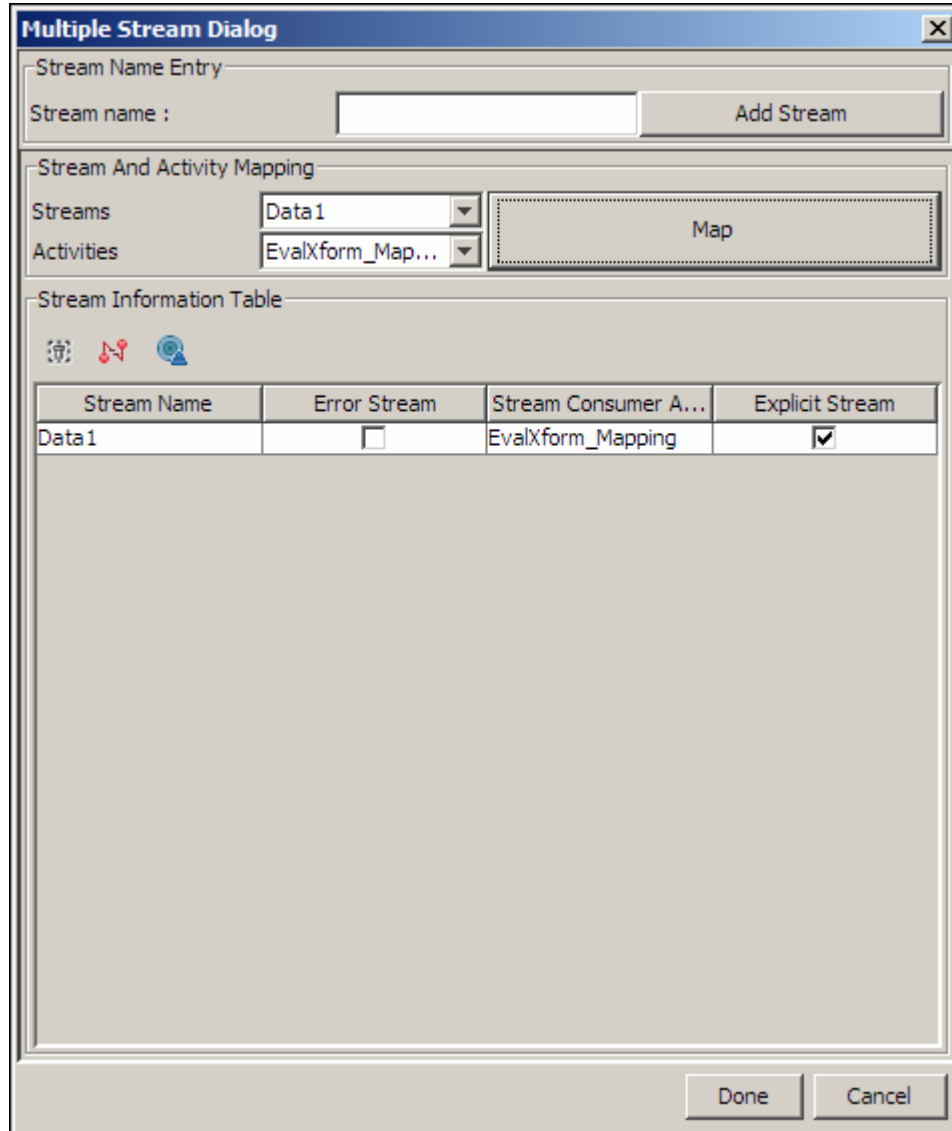 Multiple Stream Dialog
Stream Name Entry
Stream name :
Add Stream
Stream And Activity Mapping
Streams
Data1
Map
Activities
EvalXform_Map...
Stream Information Table
Stream Name Error Stream Stream Consumer A... Explicit Stream
Data1 EvalXform_Mapping
Done Cancel